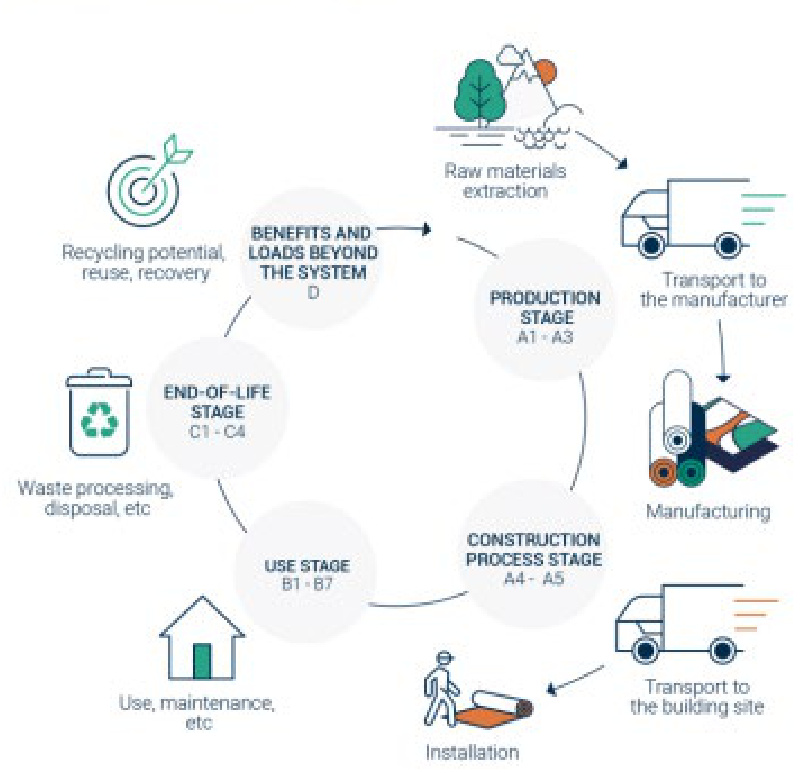 Raw materials
extraction
Transport to
the manufacturer
Manufacturing
Transport to
the building site
Installation
Use, maintenance,
etc
Waste processing,
disposal, etc
Recycling potential,
reuse, recovery
BENEFITS AND
LOADS BEYOND
THE SYSTEM
D
PRODUCTION
STAGE
A1 - A3
CONSTRUCTION
PROCESS STAGE
A4 - A5
USE STAGE
B1 - B7
END-OF-LIFE
STAGE
C1 - C4